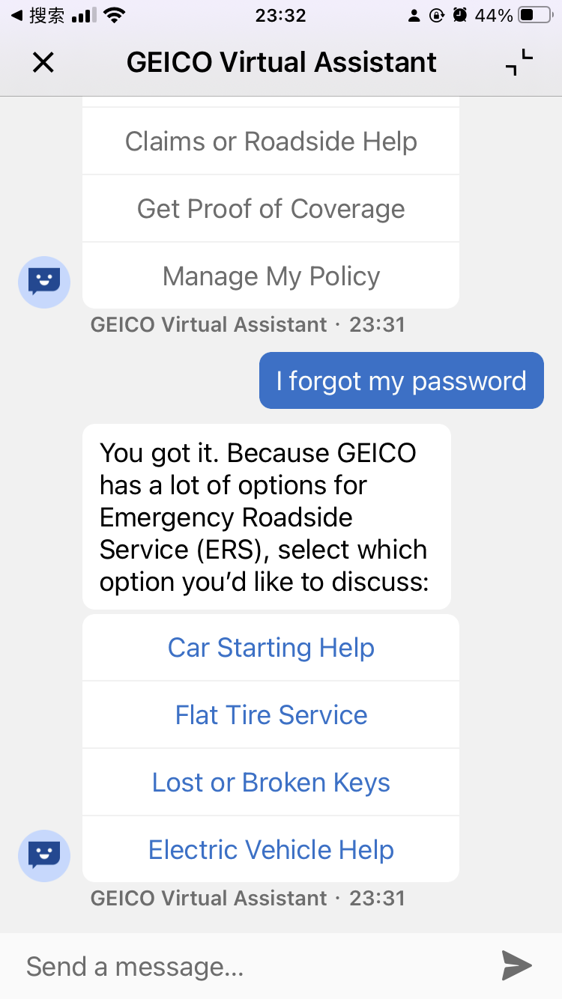 搜索
23:32
44%
GEICO Virtual Assistant
Claims or Roadside Help
Get Proof of Coverage
Manage My Policy
GEICO Virtual Assistant · 23:31
I forgot my password
You got it. Because GEICO
has a lot of options for
Emergency Roadside
Service (ERS), select which
option you’d like to discuss:
Car Starting Help
Flat Tire Service
Lost or Broken Keys
Electric Vehicle Help
GEICO Virtual Assistant · 23:31
Send a message...